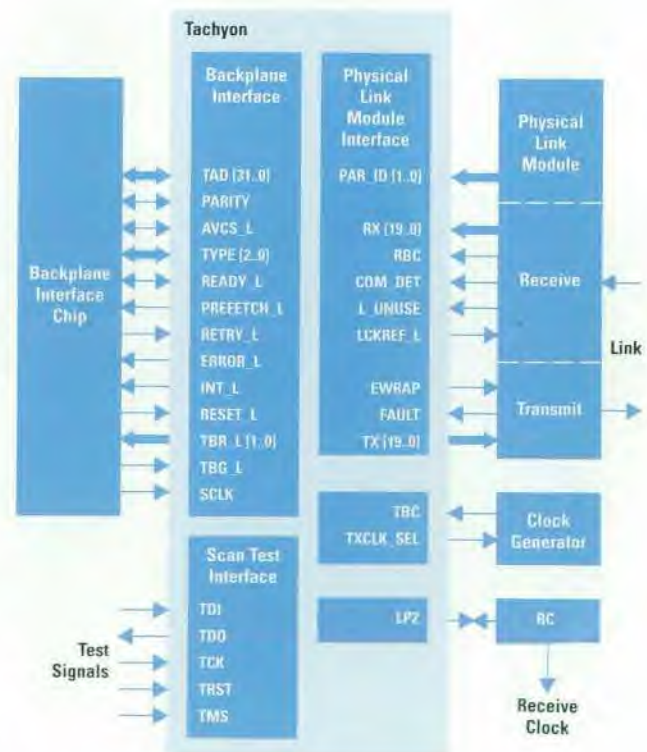 Tachyon
Backplane
Interface
Chip
Backplane
Interface
TAD (31..0)
PARITY
AVCS_L
TYPE (2..0)
READY_L
PREFETCH_L
RETRY_L
ERROR_L
INT_L
RESET_L
TBR_L (1..0)
TBG_L
SCLK
Physical
Link
Module
Interface
PAR_ID (1..0)
RX (19..0)
RBC
COM_DET
L_UNUSE
LCKREF_L
EWRAP
FAULT
TX (19..0)
Physical
Link
Module
Receive
Transmit
Link
TBC
TXCLK_SEL
Clock
Generator
Scan Test
Interface
TDI
TDO
TCK
TRST
TMS
Test
Signals
LPZ
RC
Receive
Clock